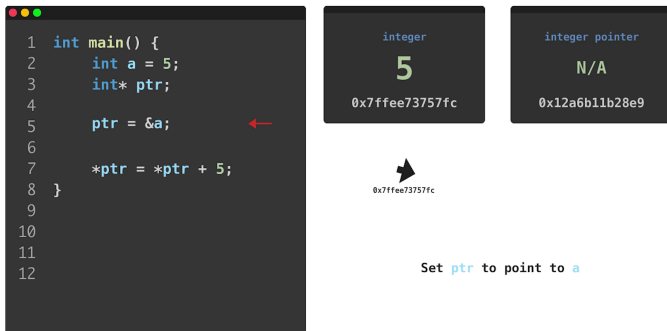 1 int main() {
2 int a = 5;
3 int* ptr;
4
5 ptr = &a;
6
7 *ptr = *ptr + 5;
8 }
9
10
11
12
integer
5
0x7ffee73757fc
integer pointer
N/A
0x12a6b11b28e9
0x7ffee73757fc
Set ptr to point to a